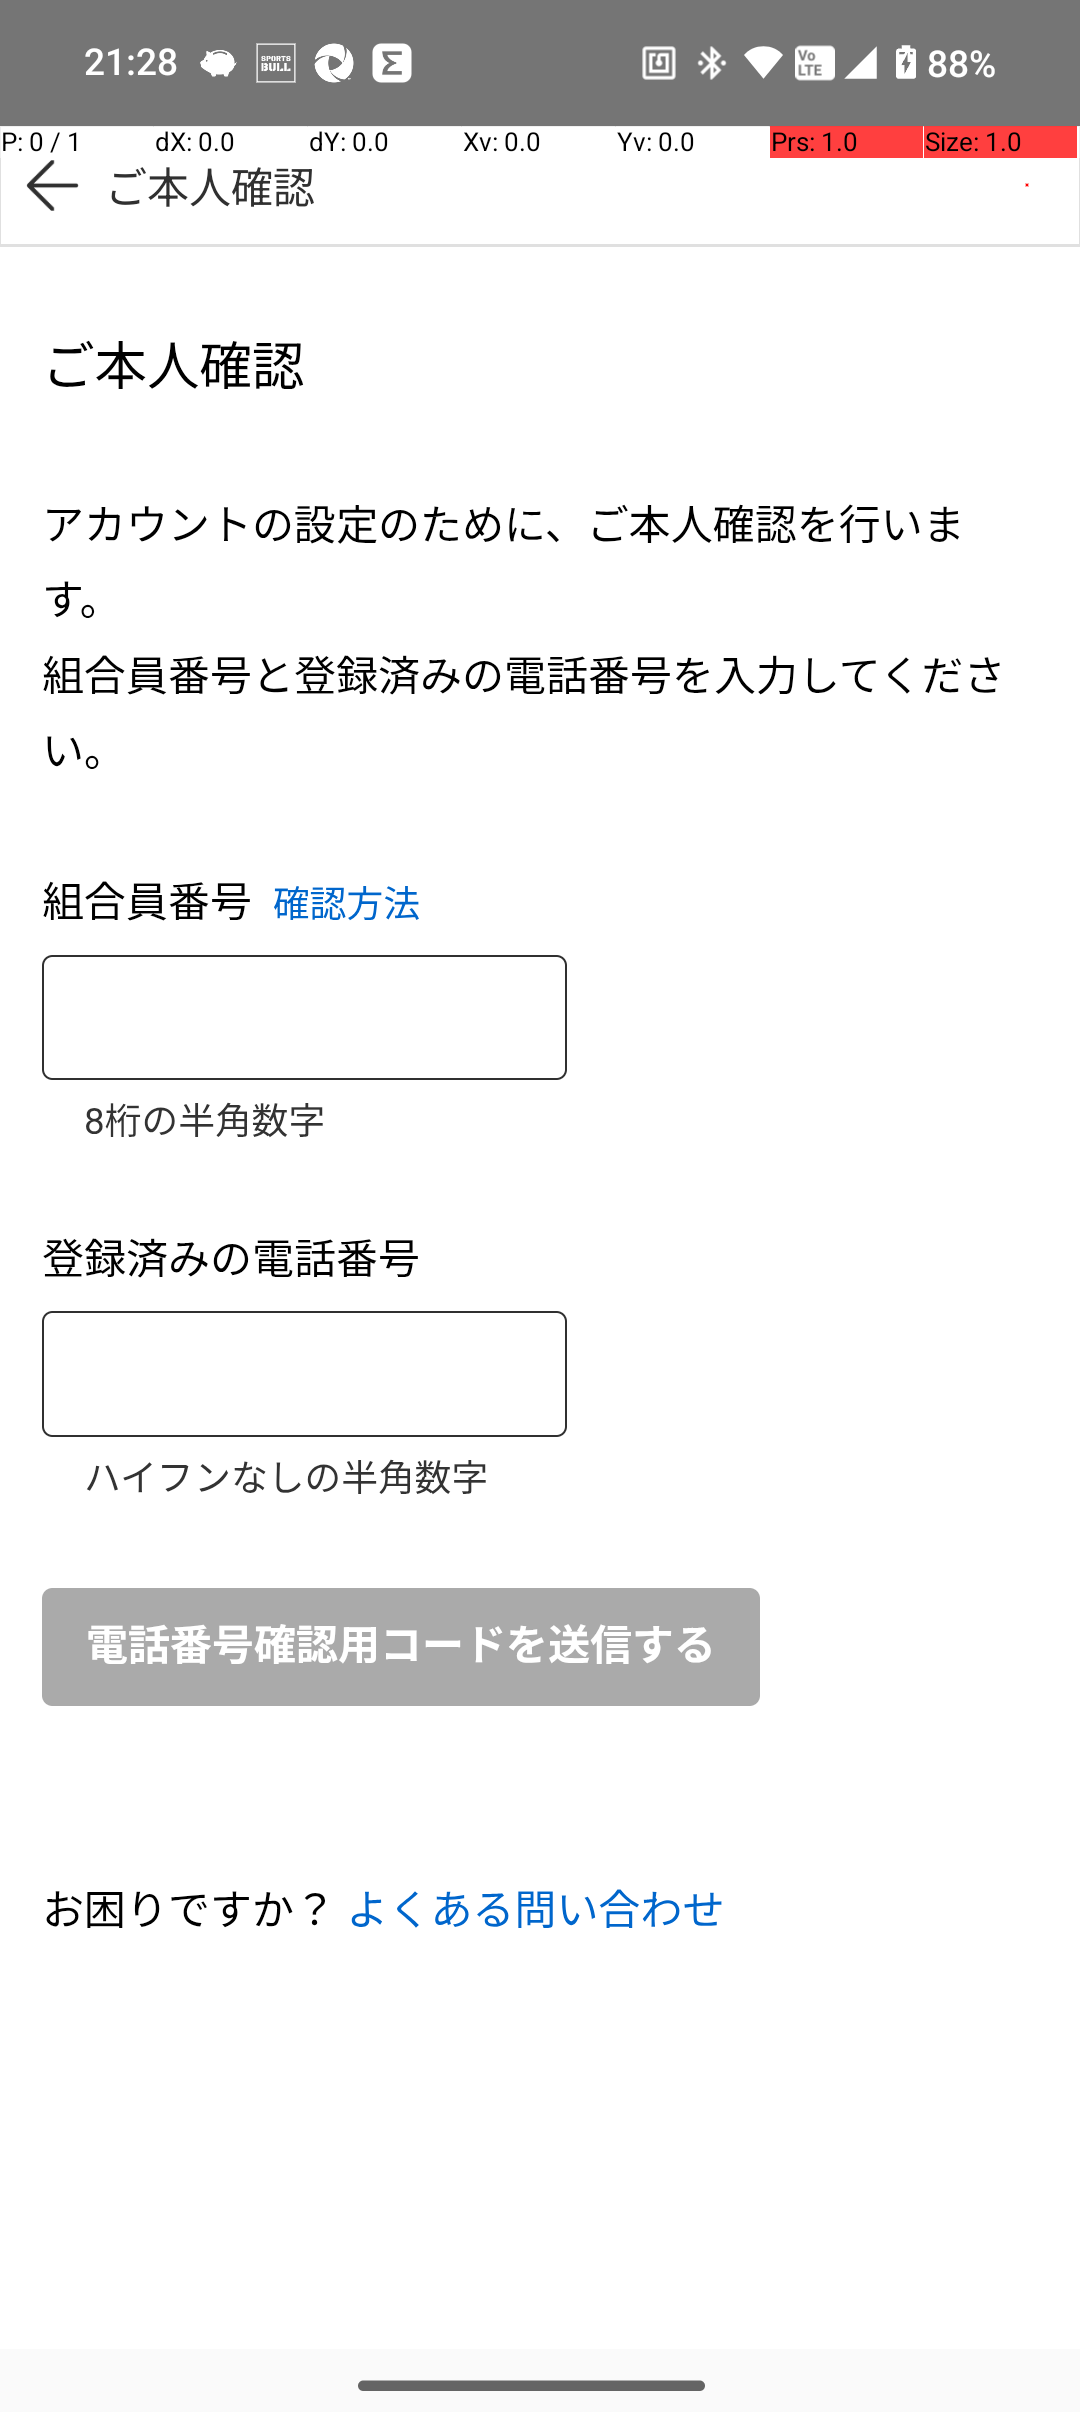 21:28 SPORTS BULL Vo LTE 88%
P: 0 / 1 dX: 0.0 dY: 0.0 Xv: 0.0 Yv: 0.0 Prs: 1.0 Size: 1.0
ご本人確認
ご本人確認
アカウントの設定のために、ご本人確認を行いま
す。
組合員番号と登録済みの電話番号を入力してくださ
い。
組合員番号 確認方法
8桁の半角数字
登録済みの電話番号
ハイフンなしの半角数字
電話番号確認用コードを送信する
お困りですか？ よくある問い合わせ